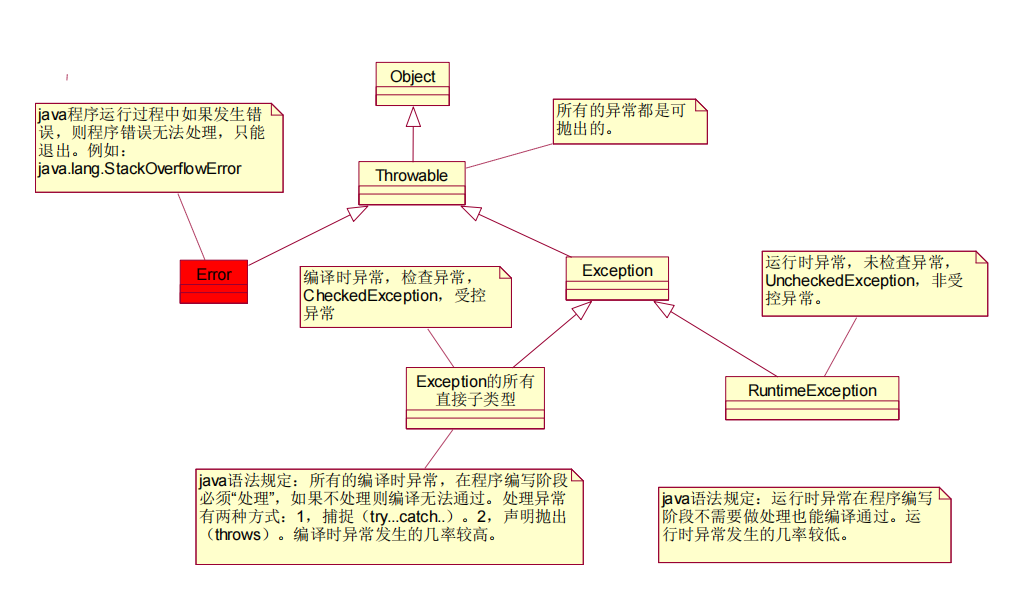 Object
java程序运行过程中如果发生错
误，则程序错误无法处理，只能
退出。例如：
java.lang.StackOverflowError
所有的异常都是可
抛出的。
Throwable
Error
编译时异常，检查异常，
CheckedException，受控
异常
Exception
运行时异常，未检查异常，
UncheckedException，非受
控异常。
Exception的所有
直接子类型
RuntimeException
java语法规定：所有的编译时异常，在程序编写阶段
必须“处理”，如果不处理则编译无法通过。处理异常
有两种方式：1，捕捉（try...catch..）。2，声明抛出
（throws）。编译时异常发生的几率较高。
java语法规定：运行时异常在程序编写
阶段不需要做处理也能编译通过。运
行时异常发生的几率较低。